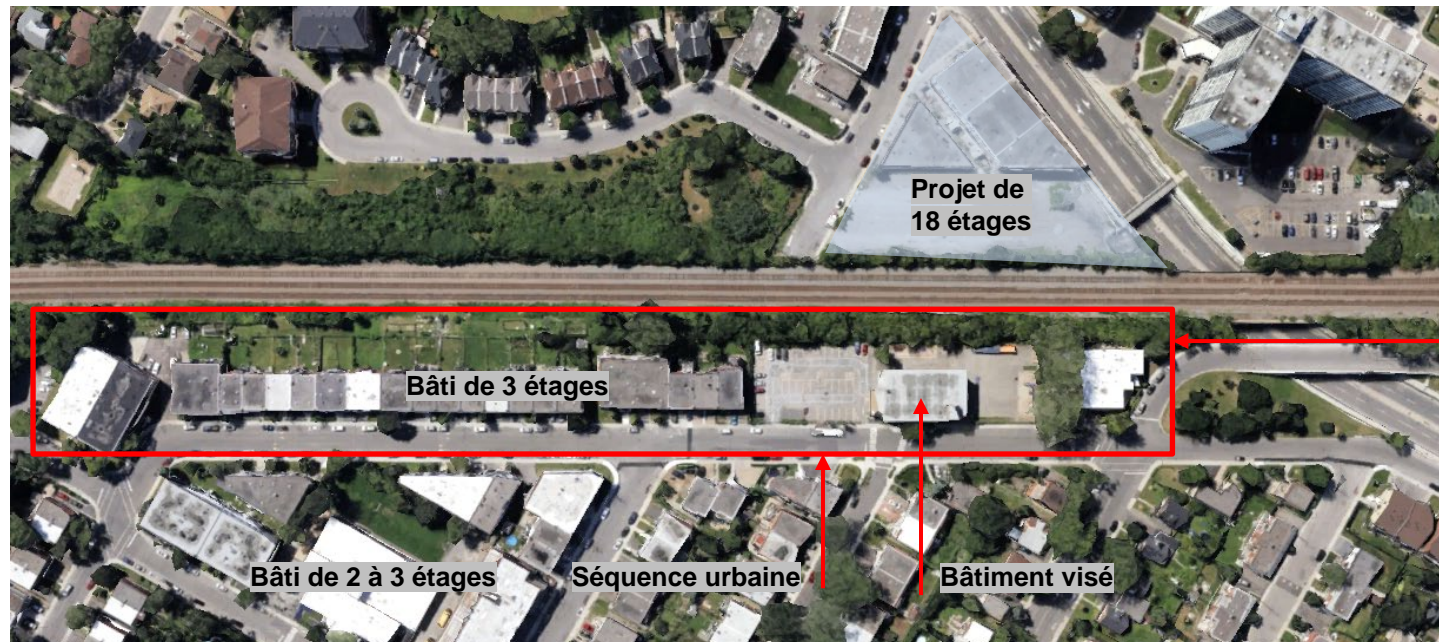 Projet de
18 étages
Bâti de 3 étages
Bâti de 2 à 3 étages
Séquence urbaine
Bâtiment visé